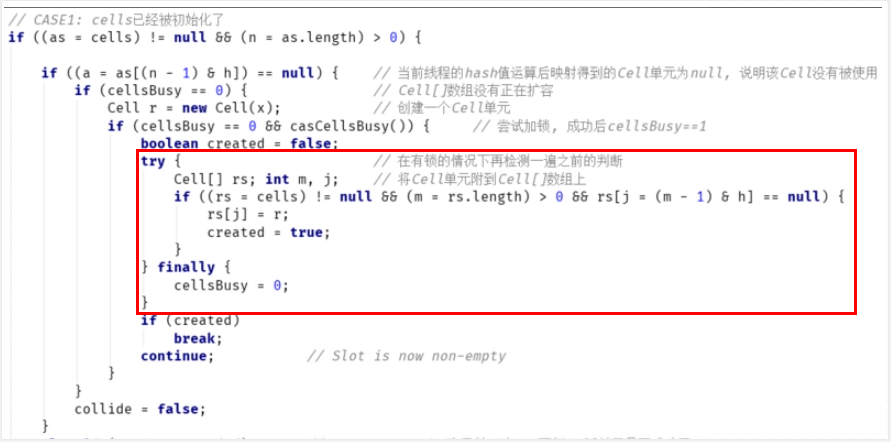 // CASE1: cells已经被初始化了
if ((as = cells) != null && (n = as.length) > 0) {
if ((a = as[(n - 1) & h]) == null) { // 当前线程的hash值运算后映射得到的Cell单元为null, 说明该Cell没有被使用
if (cellsBusy == 0) { // Cell[]数组没有正在扩容
Cell r = new Cell(x); // 创建一个Cell单元
if (cellsBusy == 0 && casCellsBusy()) { // 尝试加锁, 成功后cellsBusy==1
boolean created = false;
try { // 在有锁的情况下再检测一遍之前的判断
Cell[] rs; int m, j; // 将Cell单元附到Cell[]数组上
if ((rs = cells) != null && (m = rs.length) > 0 && rs[j = (m - 1) & h] == null) {
rs[j] = r;
created = true;
}
} finally {
cellsBusy = 0;
}
if (created)
break;
continue; // Slot is now non-empty
}
}
collide = false;
}